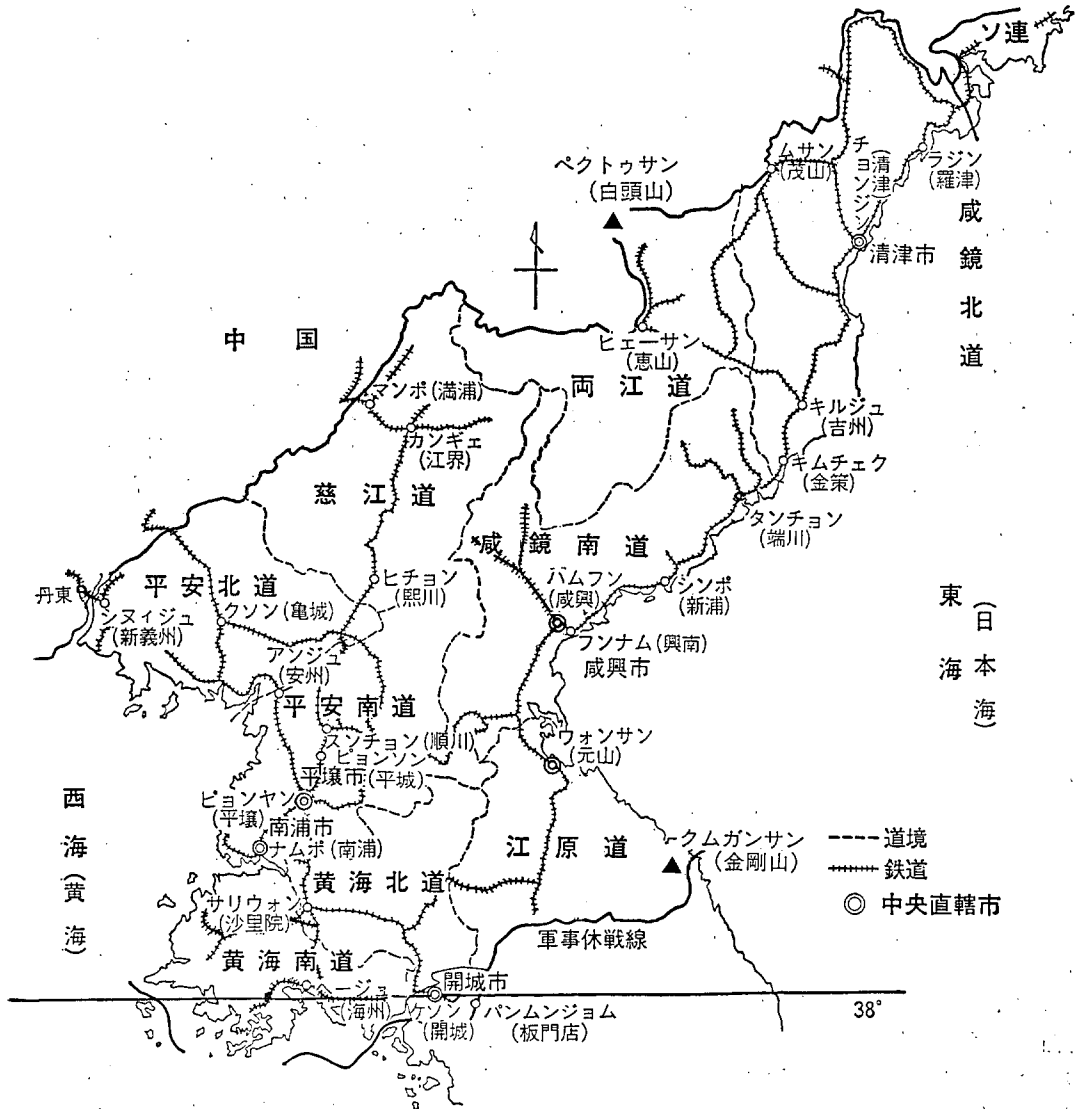 ソ連
ペクトゥサン
(白頭山)
ムサン
(茂山)
チョンジン
(清津)
ラジン
(羅津)
咸鏡北道
清津市
中国
ヒェーサン
(恵山)
両江道
マンポ(満浦)
カンギェ
(江界)
キルジュ
(吉州)
キムチェク
(金策)
慈江道
タンチョン
(端川)
咸鏡南道
ハムフン
(咸興)
シンポ
(新浦)
平安北道
ヒチョン
(熙川)
丹東
シヌィジュ
(新義州)
クソン(亀城)
フンナム(興南)
咸興市
東海
(日本海)
アンジュ
(安州)
平安南道
スンチョン(順川)
ピョンソン
(平城)
ウォンサン
(元山)
平壌市
ピョンヤン
(平壌)
南浦市
ナムポ(南浦)
西海(黄海)
江原道
クムガンサン
(金剛山)
道境
鉄道
中央直轄市
黄海北道
サリウォン
(沙里院)
軍事休戦線
黄海南道
開城市
(海州)
ケソン
(開城)
パンムンジョム
(板門店)
38°